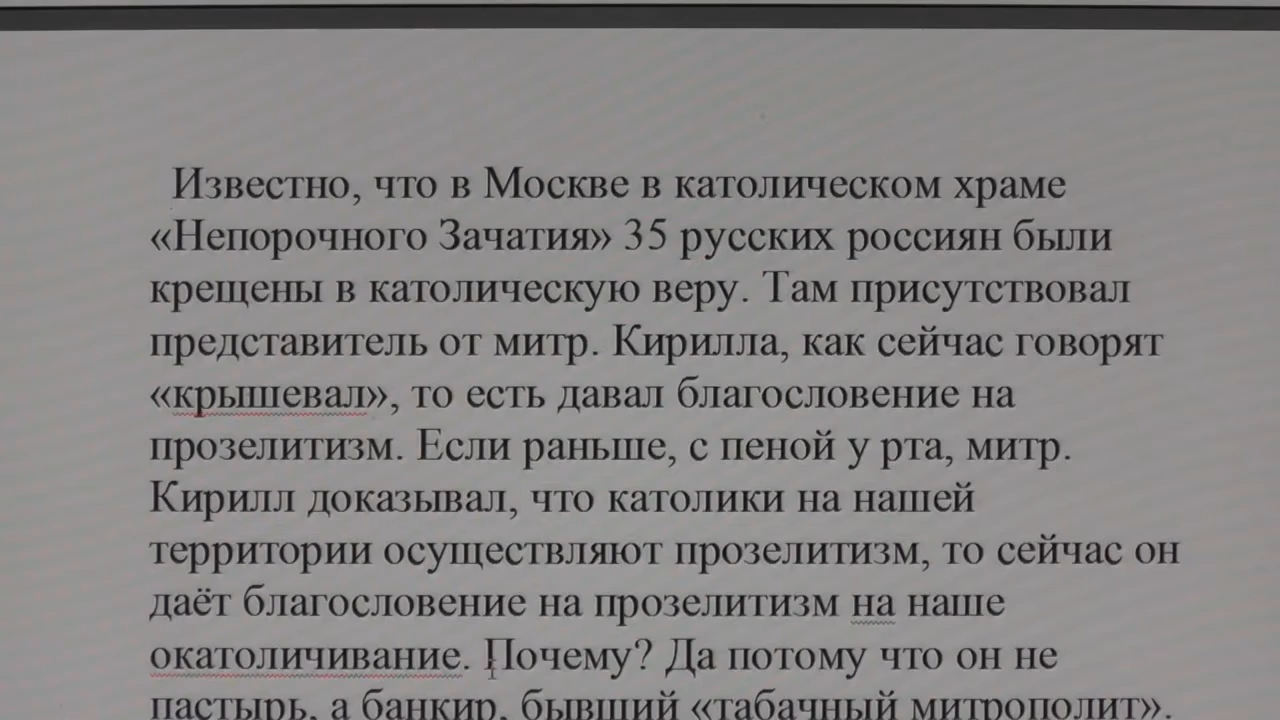 Известно, что в Москве в католическом храме
«Непорочного Зачатия» 35 русских россиян были
крещены в католическую веру. Там присутствовал
представитель от митр. Кирилла, как сейчас говорят
«крышевал», то есть давал благословение на
прозелитизм. Если раньше, с пеной у рта, митр.
Кирилл доказывал, что католики на нашей
территории осуществляют прозелитизм, то сейчас он
даёт благословение на прозелитизм на наше
окатоличивание. Почему? Да потому что он не
пастырь, а банкир, бывший «табачный митрополит».